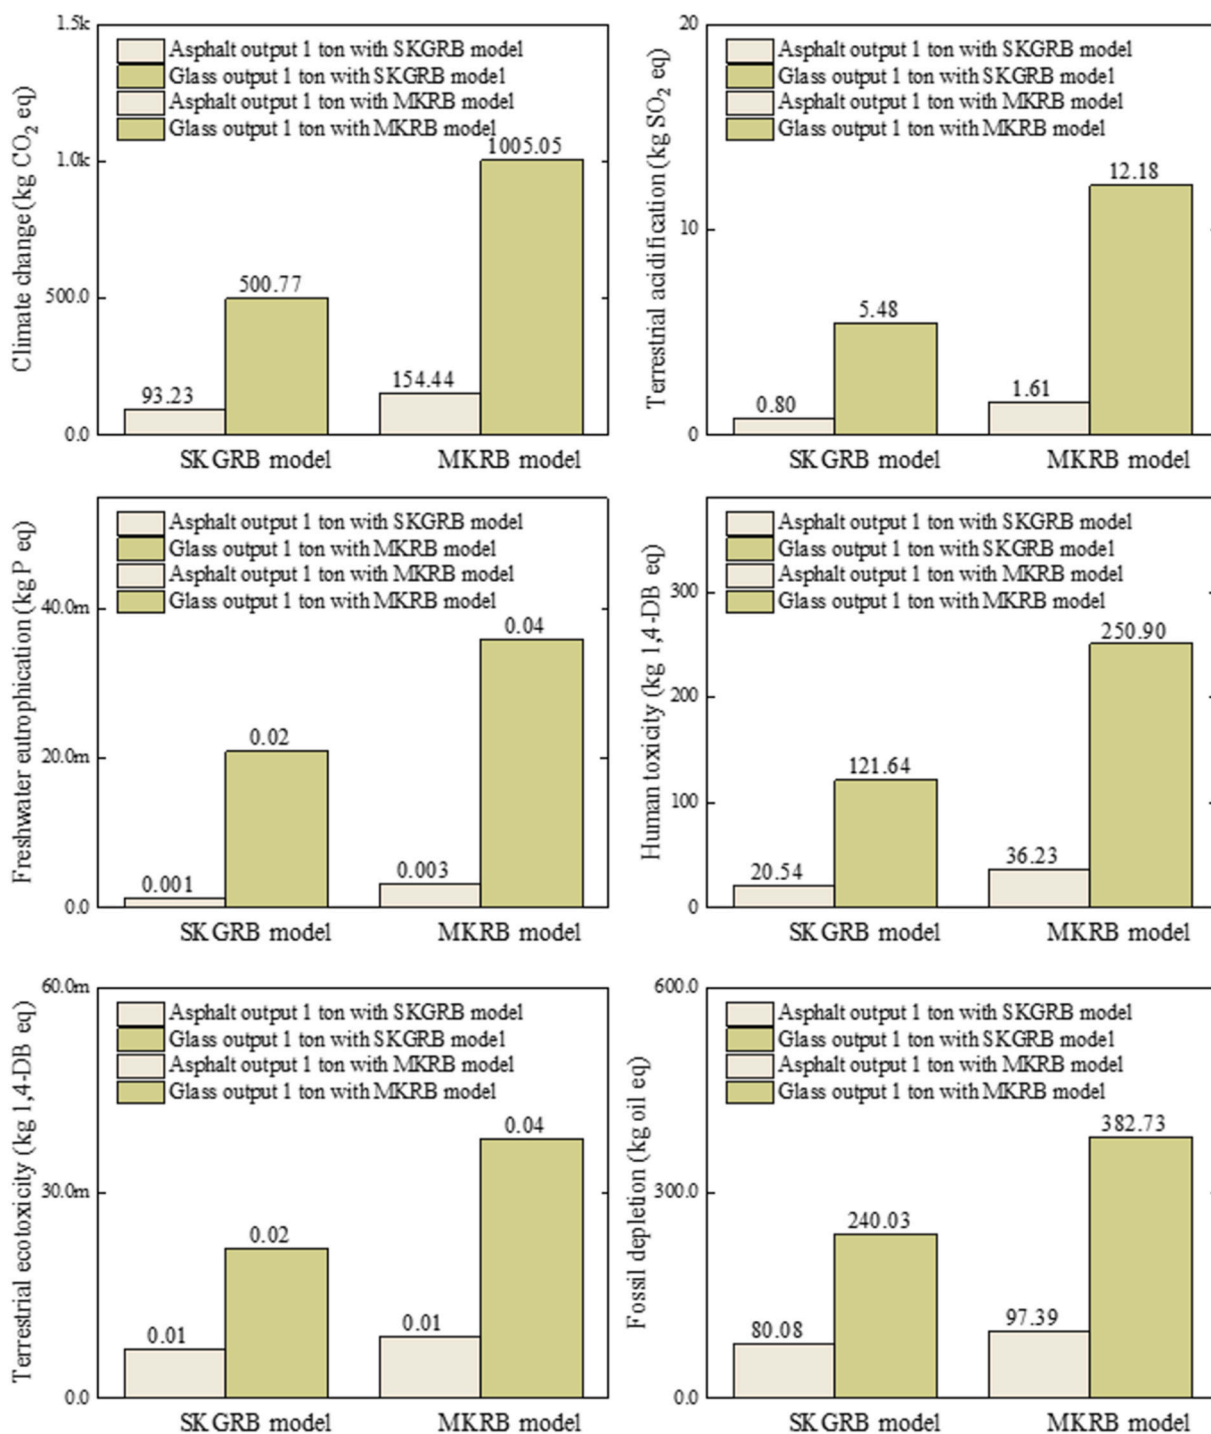 Climate change (kg CO2 eq)
1.5k
1.0k
500.0
0.0
Asphalt output 1 ton with SKGRB model
Glass output 1 ton with SKGRB model
Asphalt output 1 ton with MKRB model
Glass output 1 ton with MKRB model
93.23
500.77
154.44
1005.05
SKGRB model
MKRB model
Terrestrial acidification (kg SO2 eq)
20
10
0
Asphalt output 1 ton with SKGRB model
Glass output 1 ton with SKGRB model
Asphalt output 1 ton with MKRB model
Glass output 1 ton with MKRB model
0.80
5.48
1.61
12.18
SKGRB model
MKRB model
Freshwater eutrophication (kg P eq)
40.0m
20.0m
0.0
Asphalt output 1 ton with SKGRB model
Glass output 1 ton with MKRB model
Asphalt output 1 ton with MKRB model
Glass output 1 ton with MKRB model
0.001
0.02
0.003
0.04
SKGRB model
MKRB model
Human toxicity (kg 1,4-DB eq)
300
200
100
0
Asphalt output 1 ton with SKGRB model
Glass output 1 ton with SKGRB model
Asphalt output 1 ton with MKRB model
Glass output 1 ton with MKRB model
20.54
121.64
36.23
250.90
SKGRB model
MKRB model
Terrestrial ecotoxicity (kg 1,4-DB eq)
60.0m
30.0m
0.0
Asphalt output 1 ton with SKGRB model
Glass output 1 ton with SKGRB model
Asphalt output 1 ton with MKRB model
Glass output 1 ton with MKRB model
0.01
0.02
0.01
0.04
SKGRB model
MKRB model
Fossil depletion (kg oil eq)
600.0
300.0
0.0
Asphalt output 1 ton with SKGRB model
Glass output 1 ton with SKGRB model
Asphalt output 1 ton with MKRB model
Glass output 1 ton with MKRB model
80.08
240.03
97.39
382.73
SKGRB model
MKRB model